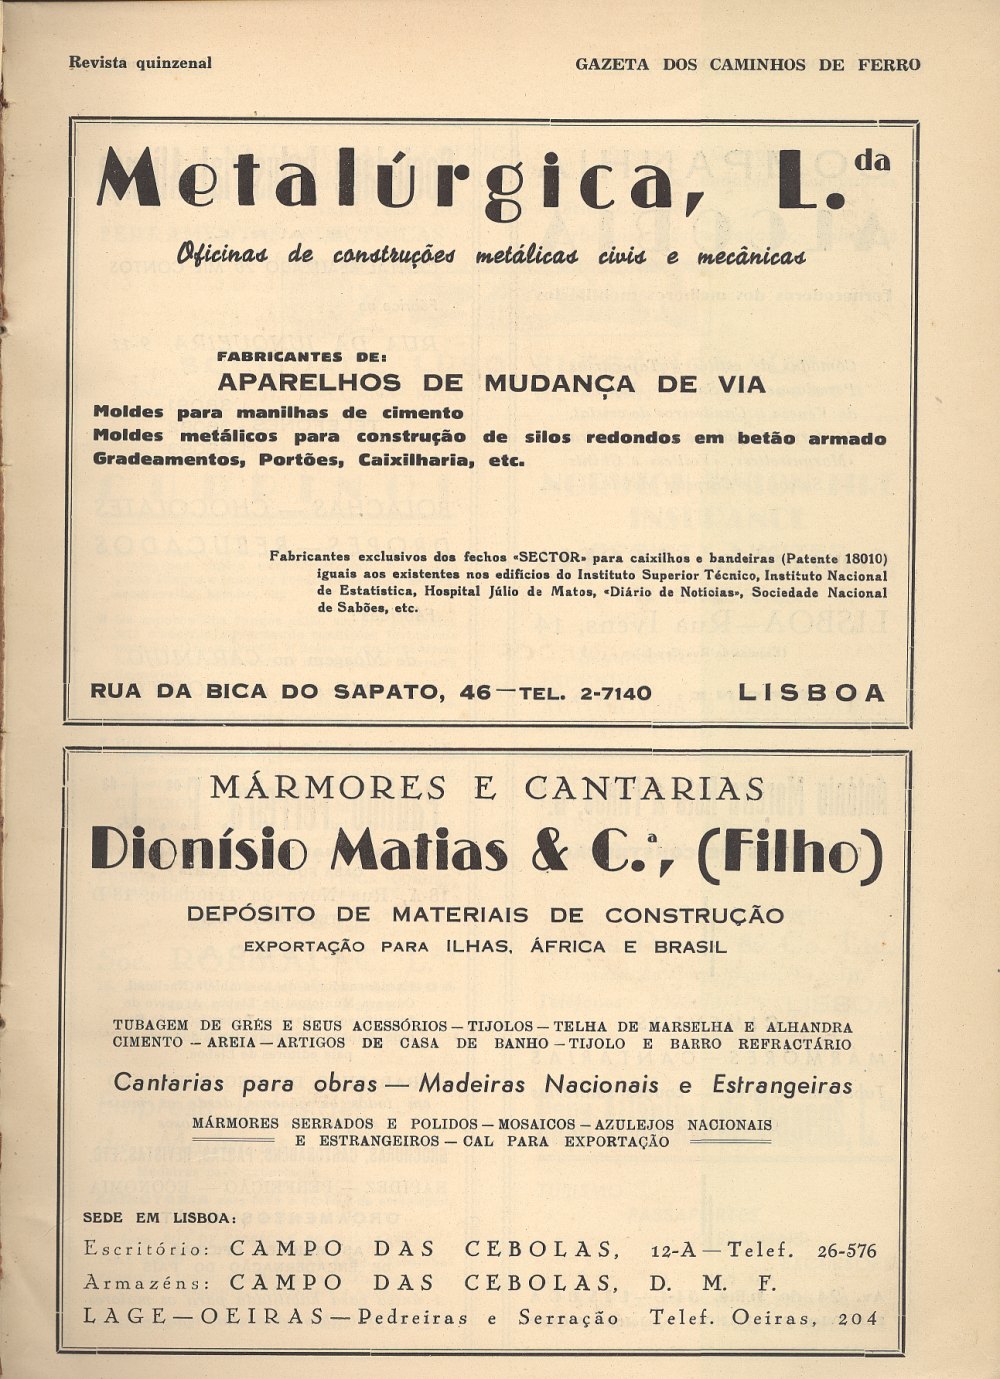 Revista quinzenal
GAZETA DOS CAMINHOS DE FERRO
Metalúrgica, L.da
Oficinas de construções metálicas civis e mecânicas
FABRICANTES DE:
APARELHOS DE MUDANÇA DE VIA
Moldes para manilhas de cimento
Moldes metálicos para construção de silos redondos em betão armado
Gradeamentos, Portões, Caixilharia, etc.
Fabricantes exclusivos dos fechos «SECTOR» para caixilhos e bandeiras (Patente 18010)
iguais aos existentes nos edifícios do Instituto Superior Técnico, Instituto Nacional
de Estatística, Hospital Júlio de Matos, «Diário de Notícias», Sociedade Nacional
de Sabões, etc.
RUA DA BICA DO SAPATO, 46 — TEL. 2-7140 LISBOA
MÁRMORES E CANTARIAS
Dionísio Matias & C.ª, (Filho)
DEPÓSITO DE MATERIAIS DE CONSTRUÇÃO
EXPORTAÇÃO PARA ILHAS, ÁFRICA E BRASIL
TUBAGEM DE GRÉS E SEUS ACESSÓRIOS — TIJOLOS — TELHA DE MARSELHA E ALHANDRA
CIMENTO — AREIA — ARTIGOS DE CASA DE BANHO — TIJOLO E BARRO REFRACTÁRIO
Cantarias para obras — Madeiras Nacionais e Estrangeiras
MÁRMORES SERRADOS E POLIDOS — MOSAICOS — AZULEJOS NACIONAIS
E ESTRANGEIROS — CAL PARA EXPORTAÇÃO
SEDE EM LISBOA:
Escritório: CAMPO DAS CEBOLAS, 12-A — Telef. 26-576
Armazéns: CAMPO DAS CEBOLAS, D. M. F.
LAGE — OEIRAS — Pedreiras e Serração Telef. Oeiras, 204